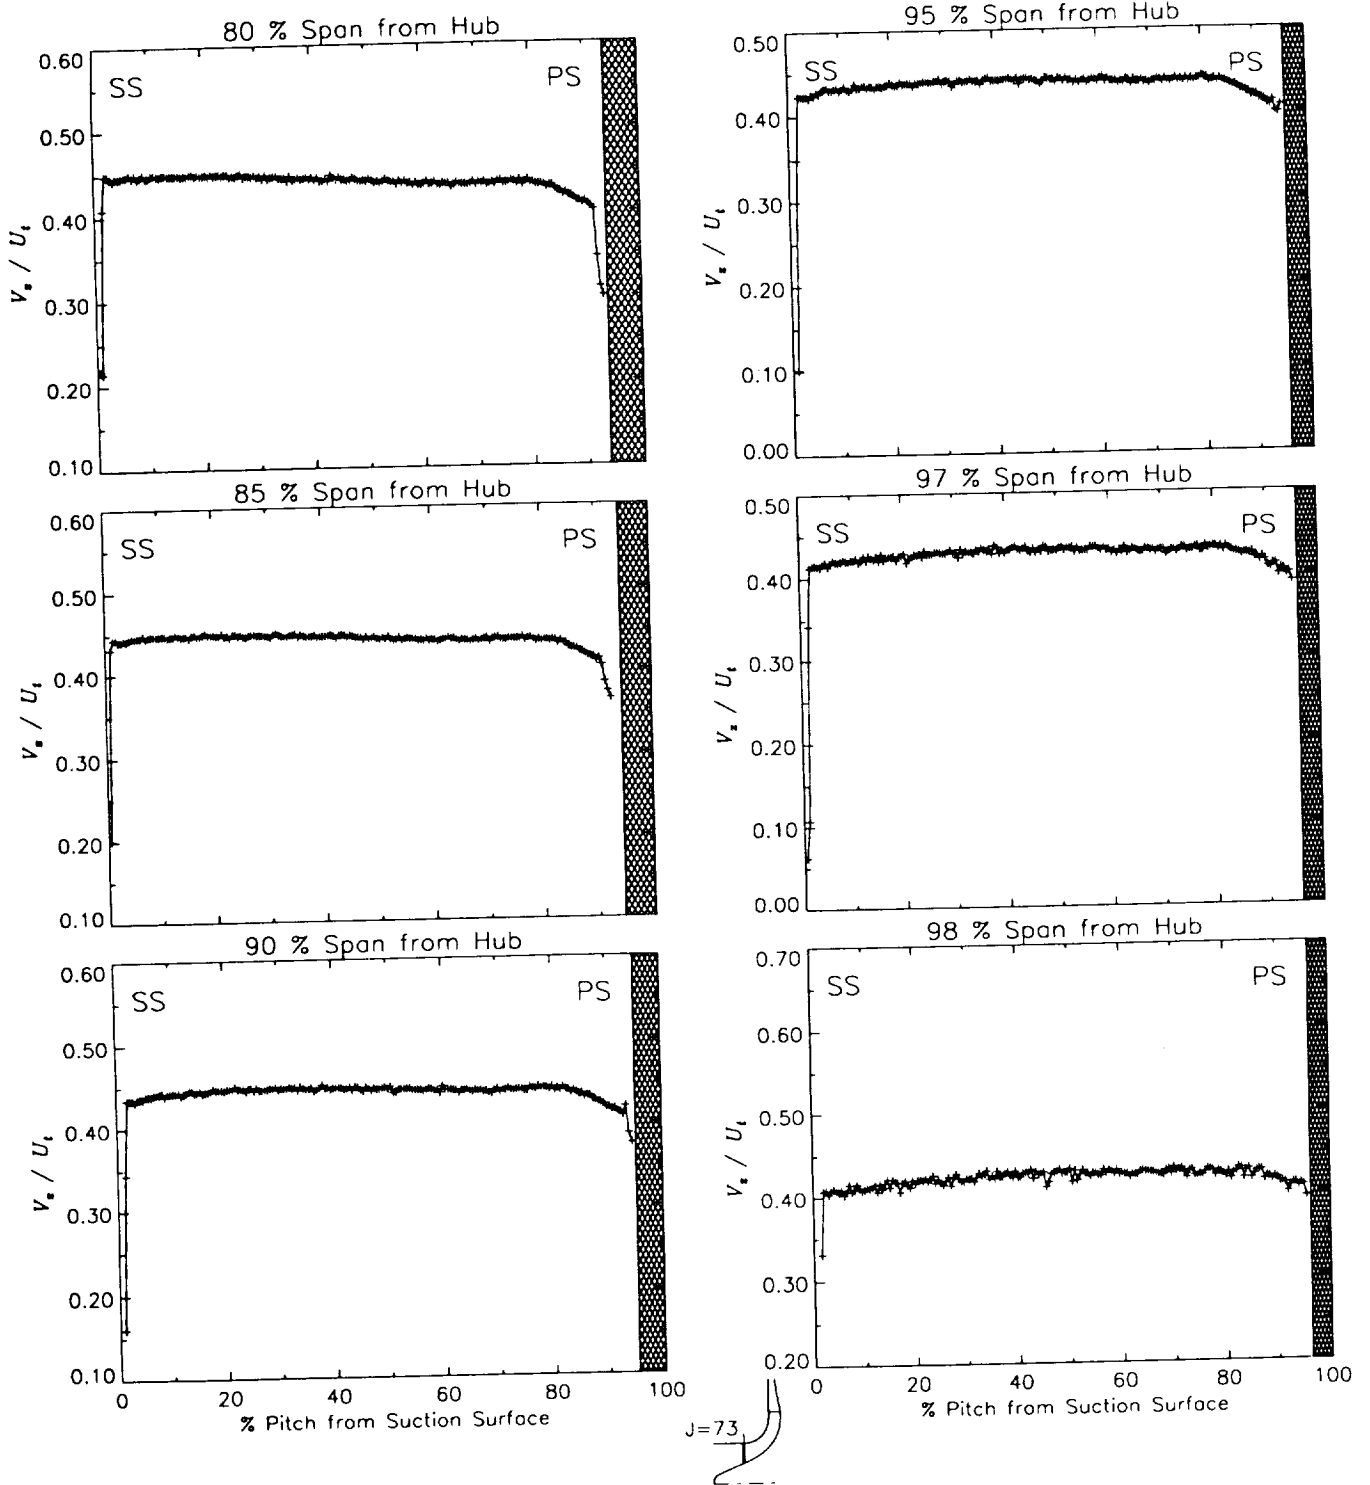 80 % Span from Hub
0.60
0.50
0.40
0.30
0.20
0.10
SS
PS
V_z / U_t
85 % Span from Hub
0.60
0.50
0.40
0.30
0.20
0.10
SS
PS
V_z / U_t
90 % Span from Hub
0.60
0.50
0.40
0.30
0.20
0.10
SS
PS
V_z / U_t
0 20 40 60 80 100
% Pitch from Suction Surface
95 % Span from Hub
0.50
0.40
0.30
0.20
0.10
0.00
SS
PS
V_z / U_t
97 % Span from Hub
0.50
0.40
0.30
0.20
0.10
0.00
SS
PS
V_z / U_t
98 % Span from Hub
0.70
0.60
0.50
0.40
0.30
0.20
SS
PS
V_z / U_t
0 20 40 60 80 100
% Pitch from Suction Surface
J=73